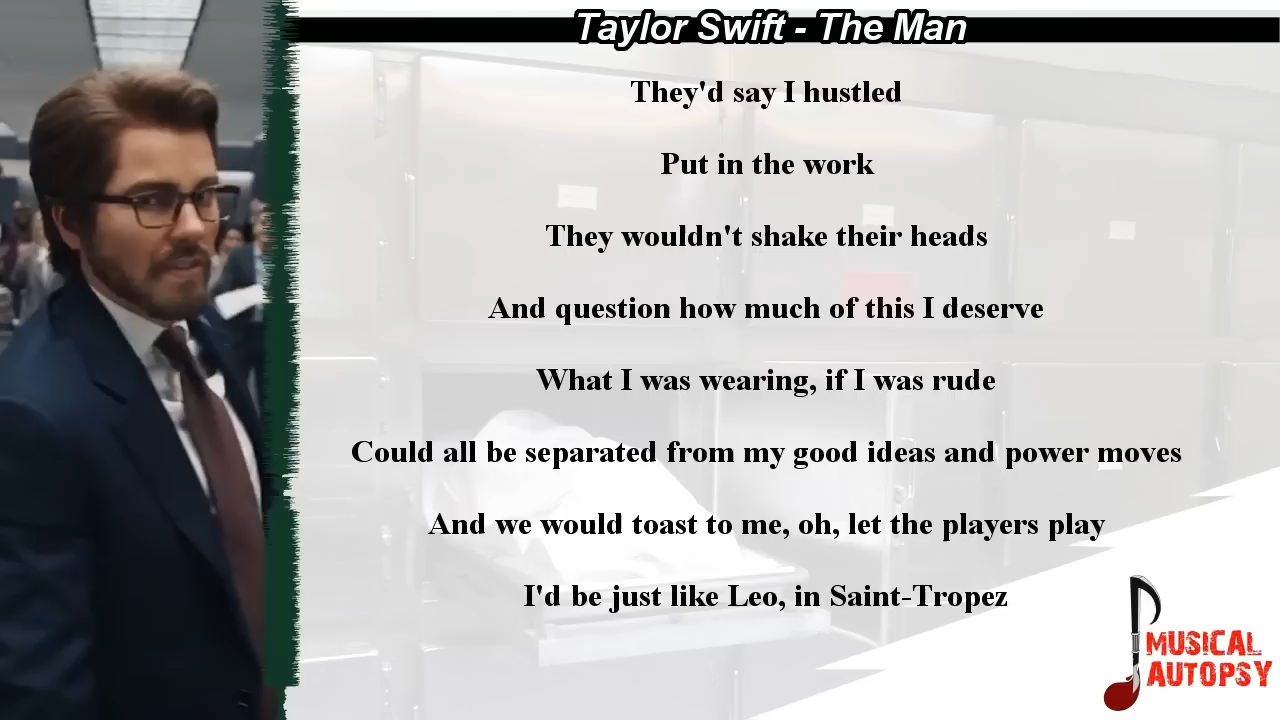 Taylor Swift - The Man
They'd say I hustled
Put in the work
They wouldn't shake their heads
And question how much of this I deserve
What I was wearing, if I was rude
Could all be separated from my good ideas and power moves
And we would toast to me, oh, let the players play
I'd be just like Leo, in Saint-Tropez
MUSICAL
AUTOPSY